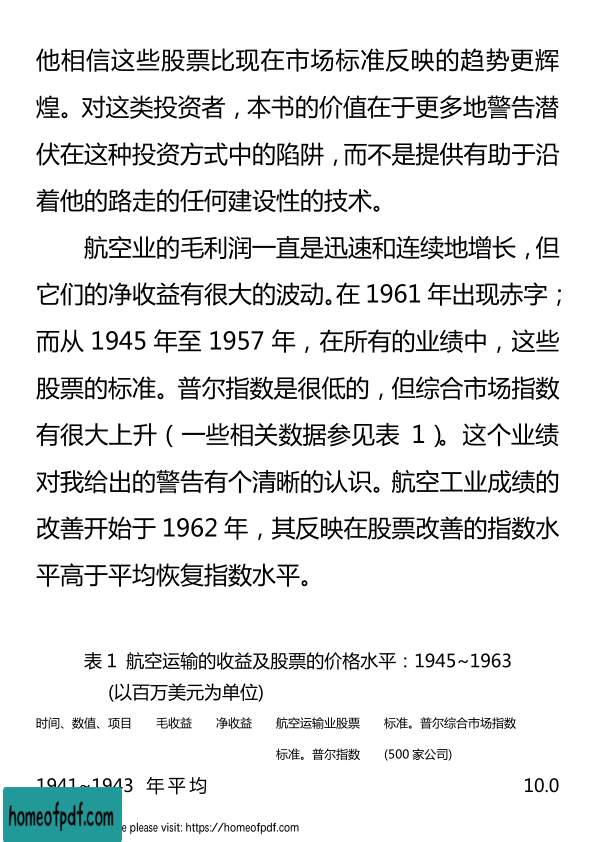 他相信这些股票比现在市场标准反映的趋势更辉
煌。对这类投资者，本书的价值在于更多地警告潜
伏在这种投资方式中的陷阱，而不是提供有助于沿
着他的路走的任何建设性的技术。
航空业的毛利润一直是迅速和连续地增长，但
它们的净收益有很大的波动。在 1961 年出现赤字；
而从 1945 年至 1957 年，在所有的业绩中，这些
股票的标准。普尔指数是很低的，但综合市场指数
有很大上升（一些相关数据参见表 1）。这个业绩
对我给出的警告有个清晰的认识。航空工业成绩的
改善开始于 1962 年，其反映在股票改善的指数水
平高于平均恢复指数水平。
表 1 航空运输的收益及股票的价格水平：1945~1963
(以百万美元为单位)
时间、数值、项目 毛收益 净收益 航空运输业股票 标准。普尔综合市场指数
标准。普尔指数 (500 家公司)
1941~1943 年平均 10.0
homeofpdf.com
please visit: https://homeofpdf.com